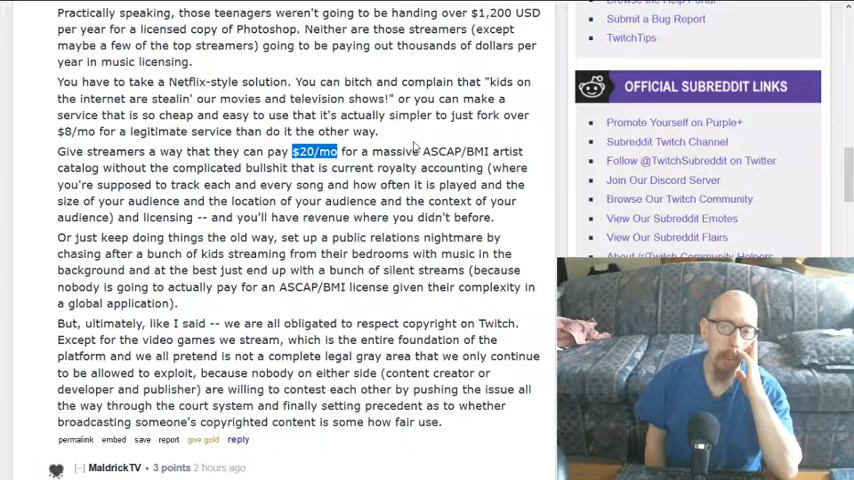 Practically speaking, those teenagers weren't going to be handing over $1,200 USD
per year for a licensed copy of Photoshop. Neither are those streamers (except
maybe a few of the top streamers) going to be paying out thousands of dollars per
year in music licensing.
You have to take a Netflix-style solution. You can bitch and complain that "kids on
the internet are stealin' our movies and television shows!" or you can make a
service that is so cheap and easy to use that it's actually simpler to just fork over
$8/mo for a legitimate service than do it the other way.
Give streamers a way that they can pay $20/mo for a massive ASCAP/BMI artist
catalog without the complicated bullshit that is current royalty accounting (where
you're supposed to track each and every song and how often it is played and the
size of your audience and the location of your audience and the context of your
audience) and licensing -- and you'll have revenue where you didn't before.
Or just keep doing things the old way, set up a public relations nightmare by
chasing after a bunch of kids streaming from their bedrooms with music in the
background and at the best just end up with a bunch of silent streams (because
nobody is going to actually pay for an ASCAP/BMI license given their complexity in
a global application).
But, ultimately, like I said -- we are all obligated to respect copyright on Twitch.
Except for the video games we stream, which is the entire foundation of the
platform and we all pretend is not a complete legal gray area that we only continue
to be allowed to exploit, because nobody on either side (content creator or
developer and publisher) are willing to contest each other by pushing the issue all
the way through the court system and finally setting precedent as to whether
broadcasting someone's copyrighted content is some how fair use.
permalink embed save report give gold reply
[-] MaldrickTV • 3 points 2 hours ago
Submit a Bug Report
TwitchTips
OFFICIAL SUBREDDIT LINKS
Promote Yourself on Purple+
Subreddit Twitch Channel
Follow @TwitchSubreddit on Twitter
Join Our Discord Server
Browse Our Twitch Community
View Our Subreddit Emotes
View Our Subreddit Flairs